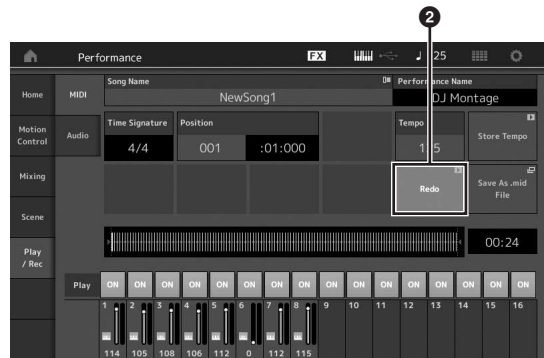 2
Performance FX 25
Home MIDI Song Name Performance Name
NewSong1 DJ Montage
Motion Control Audio Time Signature Position Tempo Store Tempo
4/4 001 :01:000
Mixing Redo Save As .mid File
Scene
Play / Rec 00:24
Play ON ON ON ON ON ON ON ON ON ON ON ON ON ON ON ON
1 2 3 4 5 6 7 8 9 10 11 12 13 14 15 16
114 105 108 106 112 0 112 115